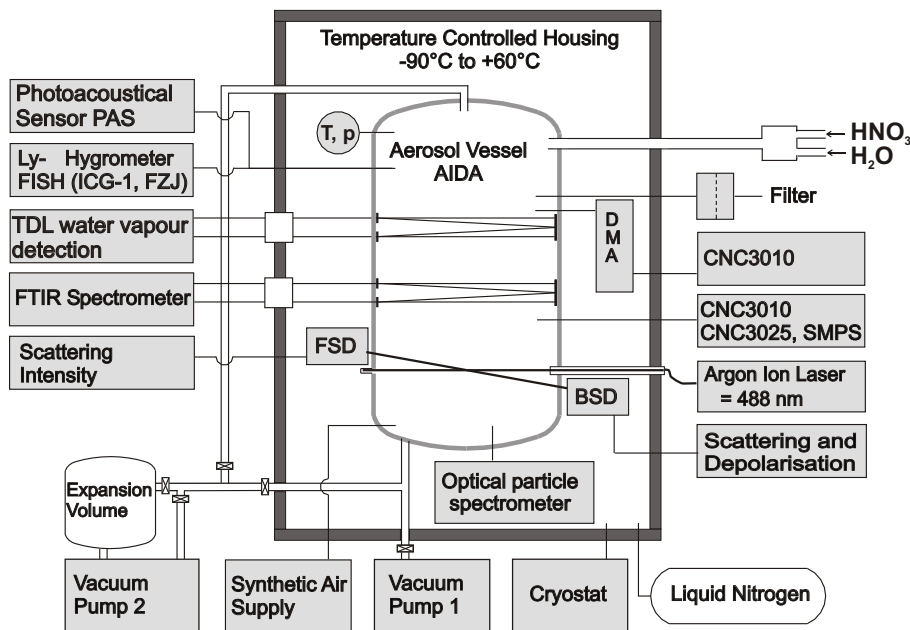 Temperature Controlled Housing
-90°C to +60°C
Photoacoustical
Sensor PAS
T, p
Aerosol Vessel
AIDA
HNO3
H2O
Ly- Hygrometer
FISH (ICG-1, FZJ)
Filter
TDL water vapour
detection
D
M
A
CNC3010
FTIR Spectrometer
CNC3010
CNC3025, SMPS
Scattering
Intensity
FSD
BSD
Argon Ion Laser
= 488 nm
Scattering and
Depolarisation
Expansion
Volume
Optical particle
spectrometer
Vacuum
Pump 2
Synthetic Air
Supply
Vacuum
Pump 1
Cryostat
Liquid Nitrogen